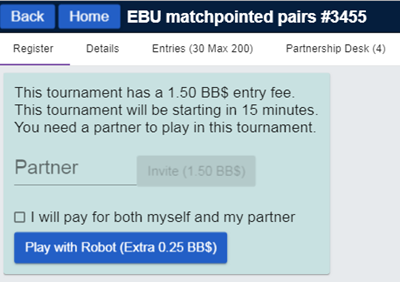 Back Home EBU matchpointed pairs #3455
Register Details Entries (30 Max 200) Partnership Desk (4)
This tournament has a 1.50 BB$ entry fee.
This tournament will be starting in 15 minutes.
You need a partner to play in this tournament.
Partner Invite (1.50 BB$)
I will pay for both myself and my partner
Play with Robot (Extra 0.25 BB$)